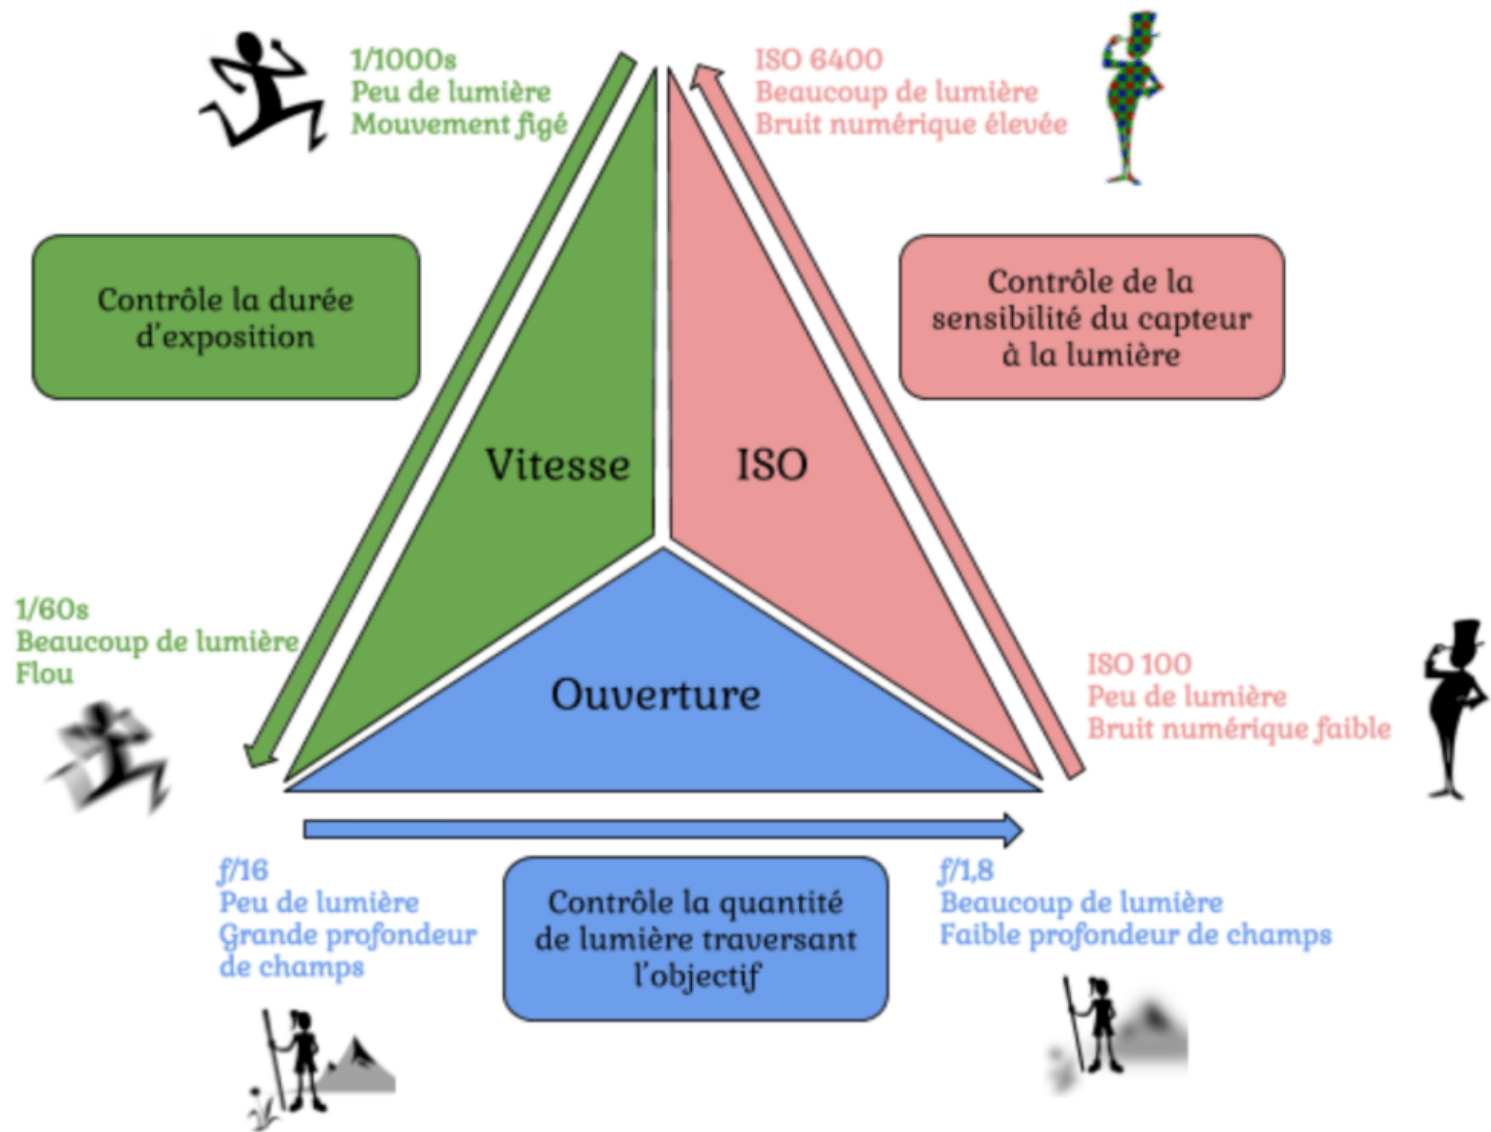 1/1000s
Peu de lumière
Mouvement figé
ISO 6400
Beaucoup de lumière
Bruit numérique élevée
Contrôle la durée
d'exposition
Contrôle de la
sensibilité du capteur
à la lumière
Vitesse
ISO
1/60s
Beaucoup de lumière
Flou
ISO 100
Peu de lumière
Bruit numérique faible
Ouverture
f/16
Peu de lumière
Grande profondeur
de champs
Contrôle la quantité
de lumière traversant
l'objectif
f/1,8
Beaucoup de lumière
Faible profondeur de champs